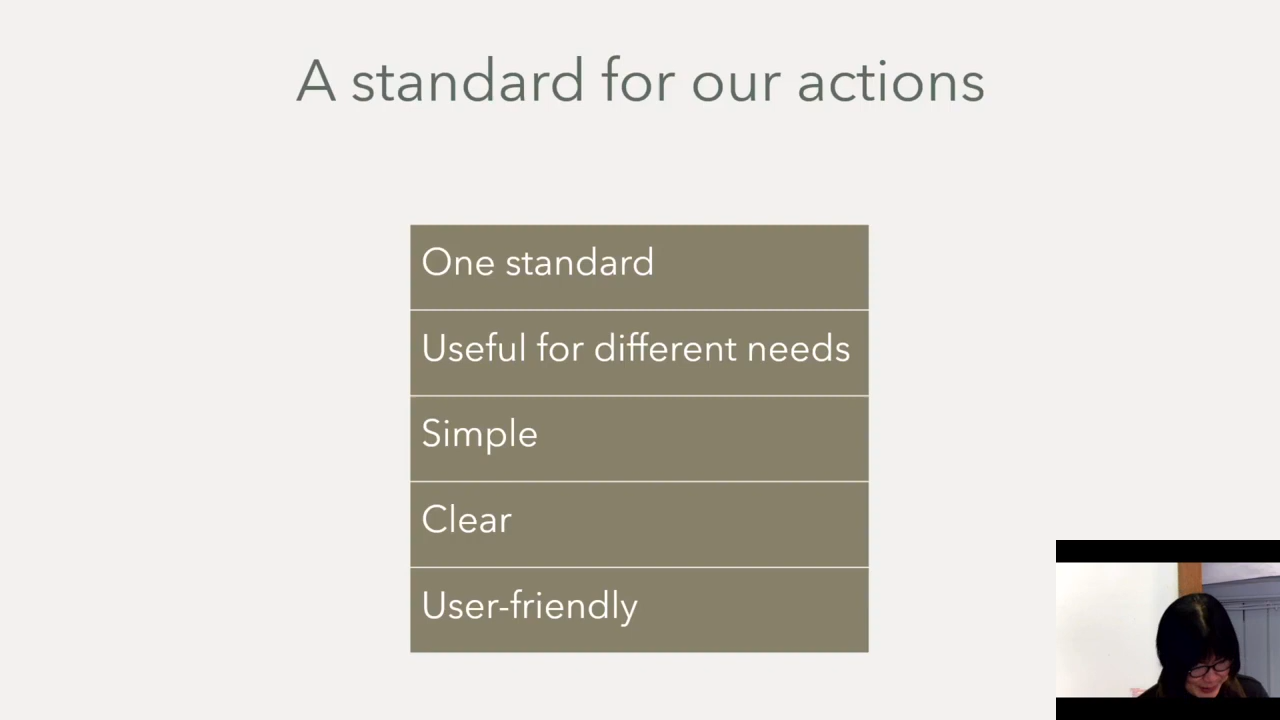 A standard for our actions
One standard
Useful for different needs
Simple
Clear
User-friendly